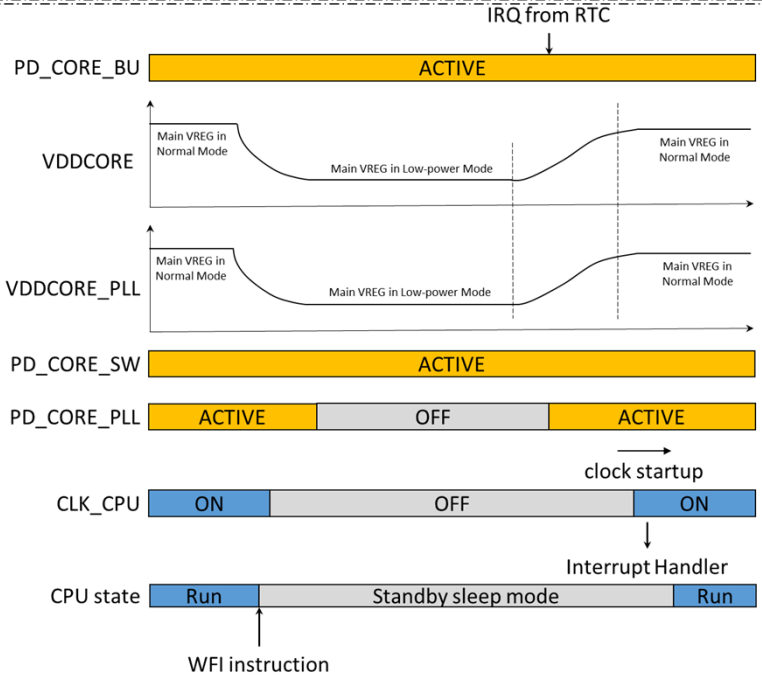 IRQ from RTC
PD_CORE_BU
ACTIVE
Main VREG in
Normal Mode
VDDCORE
Main VREG in Low-power Mode
Main VREG in
Normal Mode
Main VREG in
Normal Mode
VDDCORE_PLL
Main VREG in Low-power Mode
Main VREG in
Normal Mode
PD_CORE_SW
ACTIVE
PD_CORE_PLL
ACTIVE
OFF
ACTIVE
clock startup
CLK_CPU
ON
OFF
ON
Interrupt Handler
CPU state
Run
Standby sleep mode
Run
WFI instruction